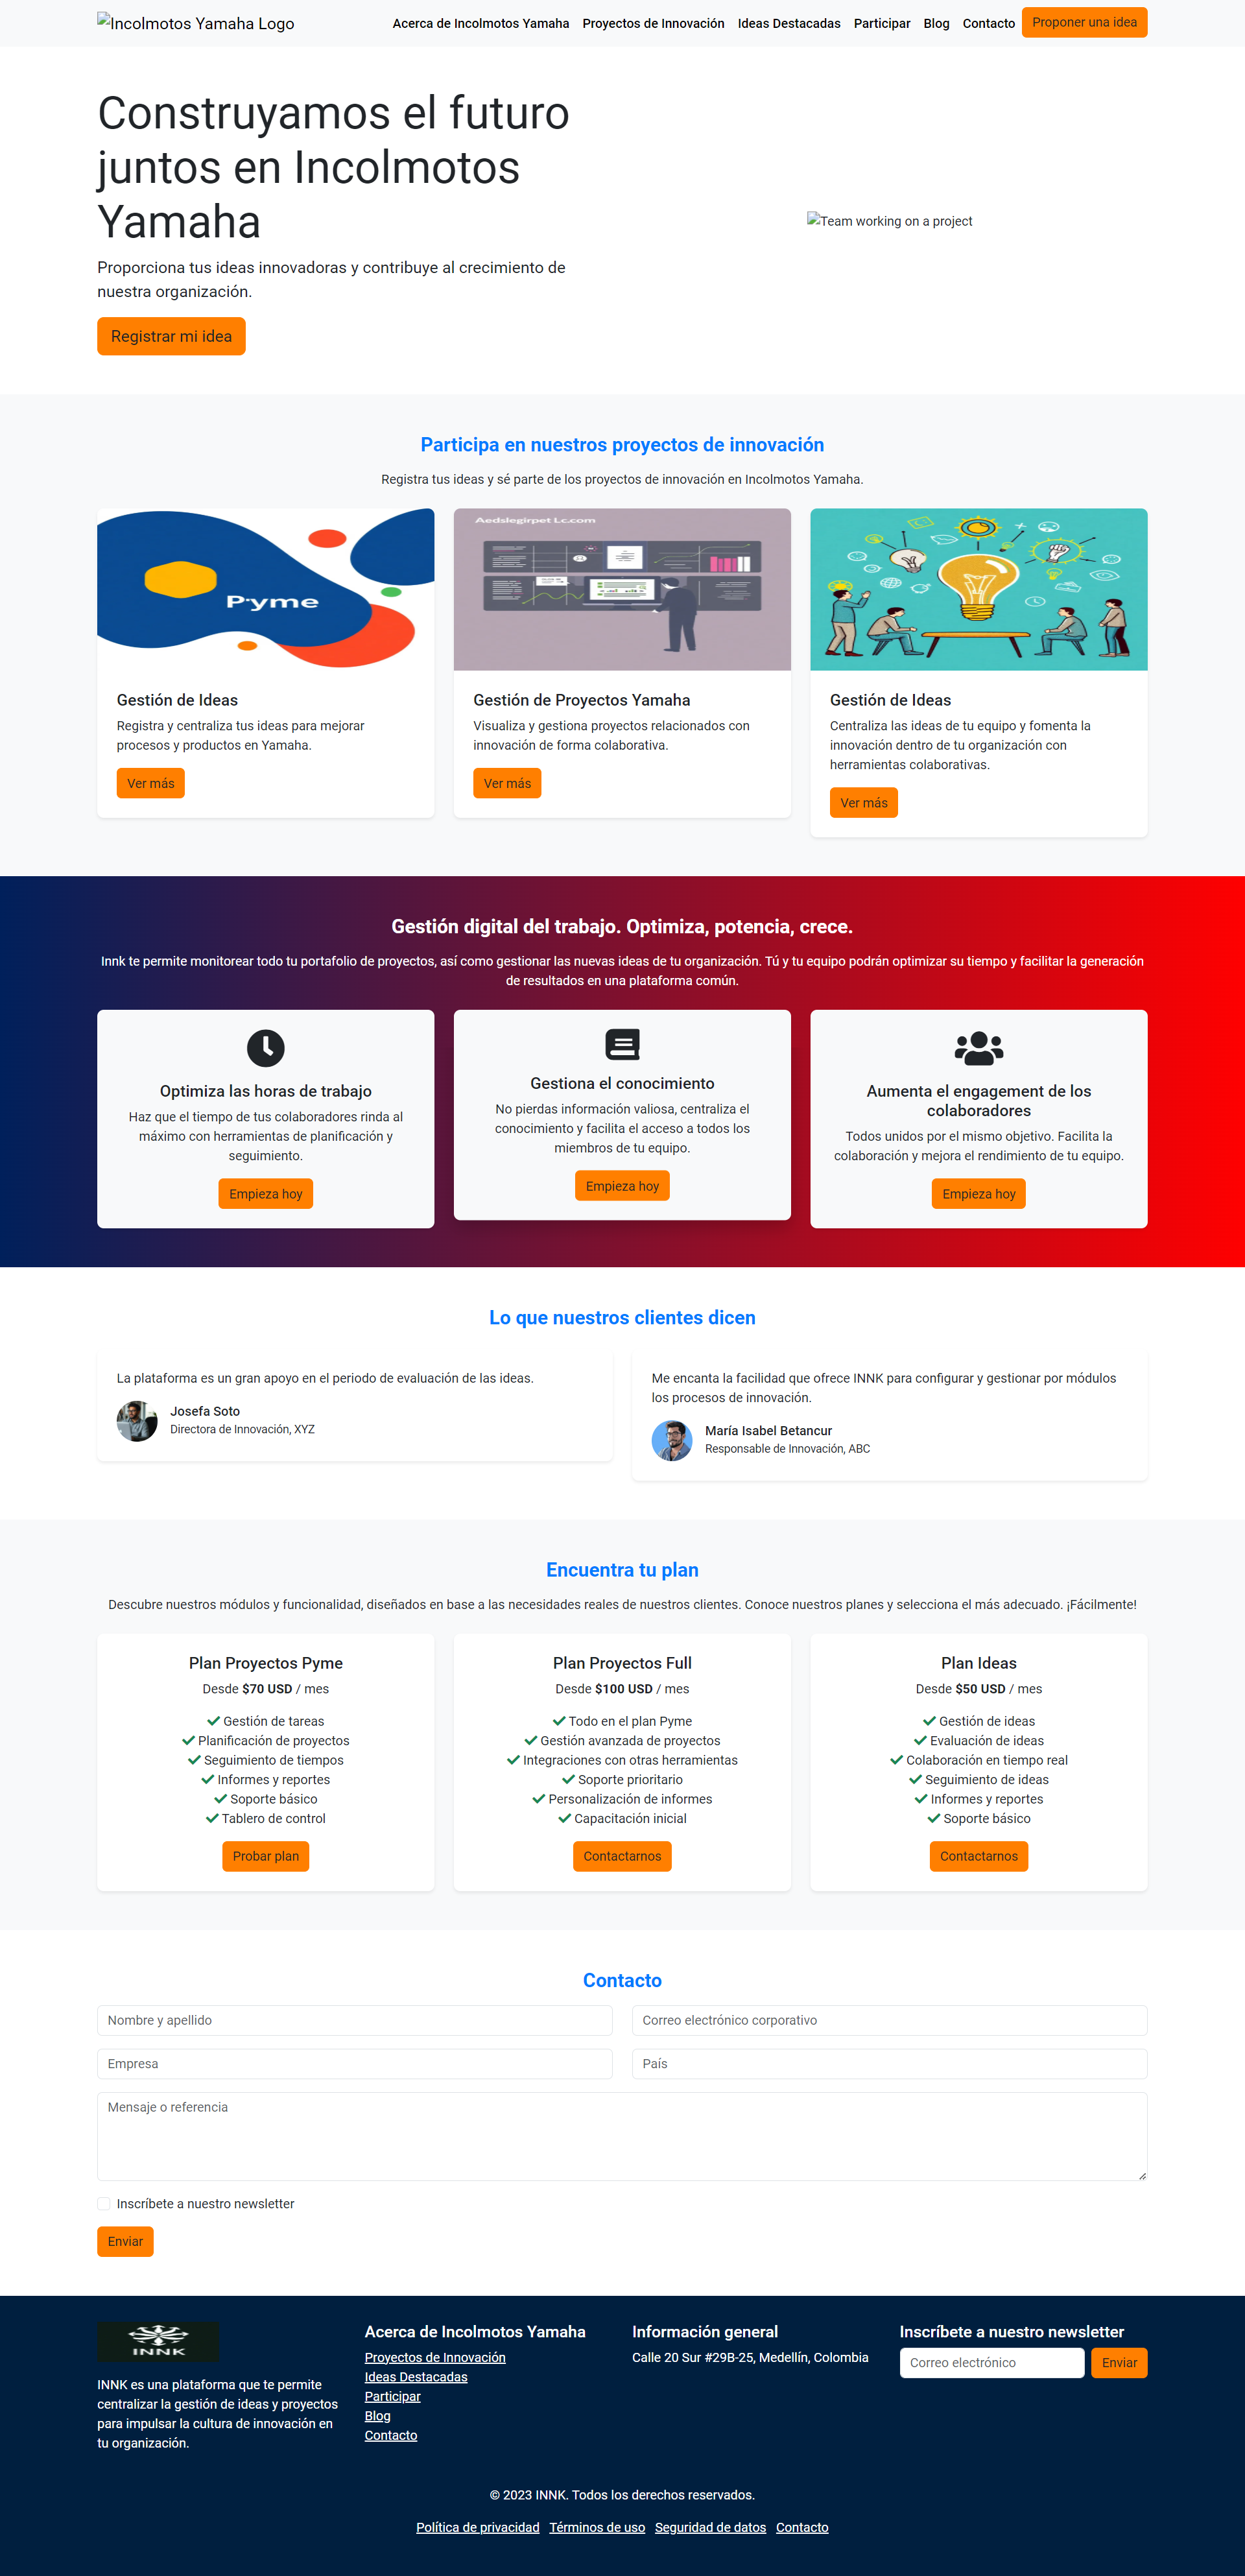 Incolmotos Yamaha Logo
Acerca de Incolmotos Yamaha
Proyectos de Innovación
Ideas Destacadas
Participar
Blog
Contacto
Proponer una idea
Construyamos el futuro
juntos en Incolmotos
Yamaha
Proporciona tus ideas innovadoras y contribuye al crecimiento de
nuestra organización.
Registrar mi idea
Team working on a project
Participa en nuestros proyectos de innovación
Registra tus ideas y sé parte de los proyectos de innovación en Incolmotos Yamaha.
Pyme
Gestión de Ideas
Registra y centraliza tus ideas para mejorar
procesos y productos en Yamaha.
Ver más
Aedslegirpet Lc.com
Gestión de Proyectos Yamaha
Visualiza y gestiona proyectos relacionados con
innovación de forma colaborativa.
Ver más
Gestión de Ideas
Centraliza las ideas de tu equipo y fomenta la
innovación dentro de tu organización con
herramientas colaborativas.
Ver más
Gestión digital del trabajo. Optimiza, potencia, crece.
Innk te permite monitorear todo tu portafolio de proyectos, así como gestionar las nuevas ideas de tu organización. Tú y tu equipo podrán optimizar su tiempo y facilitar la generación
de resultados en una plataforma común.
Optimiza las horas de trabajo
Haz que el tiempo de tus colaboradores rinda al
máximo con herramientas de planificación y
seguimiento.
Empieza hoy
Gestiona el conocimiento
No pierdas información valiosa, centraliza el
conocimiento y facilita el acceso a todos los
miembros de tu equipo.
Empieza hoy
Aumenta el engagement de los
colaboradores
Todos unidos por el mismo objetivo. Facilita la
colaboración y mejora el rendimiento de tu equipo.
Empieza hoy
Lo que nuestros clientes dicen
La plataforma es un gran apoyo en el periodo de evaluación de las ideas.
Josefa Soto
Directora de Innovación, XYZ
Me encanta la facilidad que ofrece INNK para configurar y gestionar por módulos
los procesos de innovación.
María Isabel Betancur
Responsable de Innovación, ABC
Encuentra tu plan
Descubre nuestros módulos y funcionalidad, diseñados en base a las necesidades reales de nuestros clientes. Conoce nuestros planes y selecciona el más adecuado. ¡Fácilmente!
Plan Proyectos Pyme
Desde $70 USD / mes
Gestión de tareas
Planificación de proyectos
Seguimiento de tiempos
Informes y reportes
Soporte básico
Tablero de control
Probar plan
Plan Proyectos Full
Desde $100 USD / mes
Todo en el plan Pyme
Gestión avanzada de proyectos
Integraciones con otras herramientas
Soporte prioritario
Personalización de informes
Capacitación inicial
Contactarnos
Plan Ideas
Desde $50 USD / mes
Gestión de ideas
Evaluación de ideas
Colaboración en tiempo real
Seguimiento de ideas
Informes y reportes
Soporte básico
Contactarnos
Contacto
Nombre y apellido
Correo electrónico corporativo
Empresa
País
Mensaje o referencia
Inscríbete a nuestro newsletter
Enviar
INNK
INNK es una plataforma que te permite
centralizar la gestión de ideas y proyectos
para impulsar la cultura de innovación en
tu organización.
Acerca de Incolmotos Yamaha
Proyectos de Innovación
Ideas Destacadas
Participar
Blog
Contacto
Información general
Calle 20 Sur #29B-25, Medellín, Colombia
Inscríbete a nuestro newsletter
Correo electrónico
Enviar
© 2023 INNK. Todos los derechos reservados.
Política de privacidad
Términos de uso
Seguridad de datos
Contacto